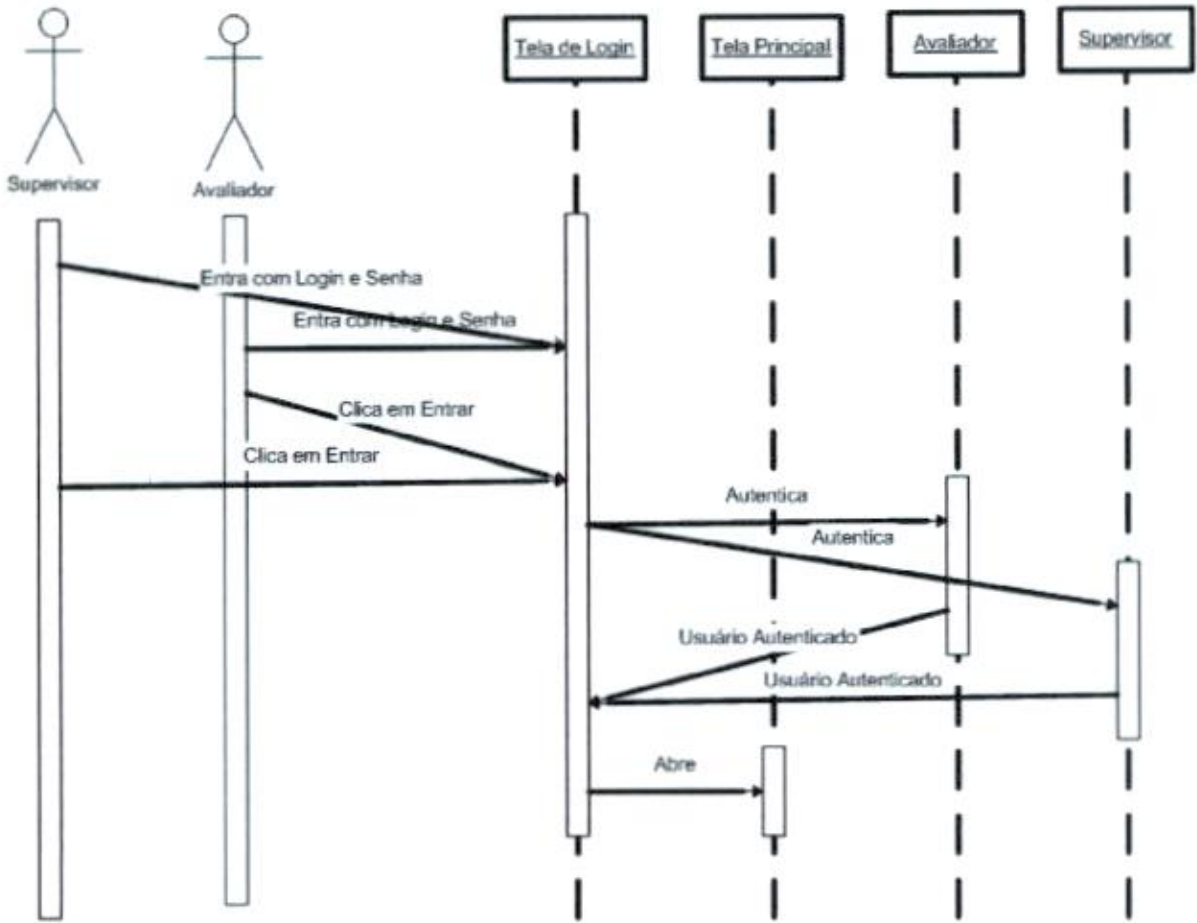 Tela de Login
Tela Principal
Avaliador
Supervisor
Supervisor
Avaliador
Entra com Login e Senha
Entra com Login e Senha
Clica em Entrar
Clica em Entrar
Autentica
Autentica
Usuário Autenticado
Usuário Autenticado
Abre